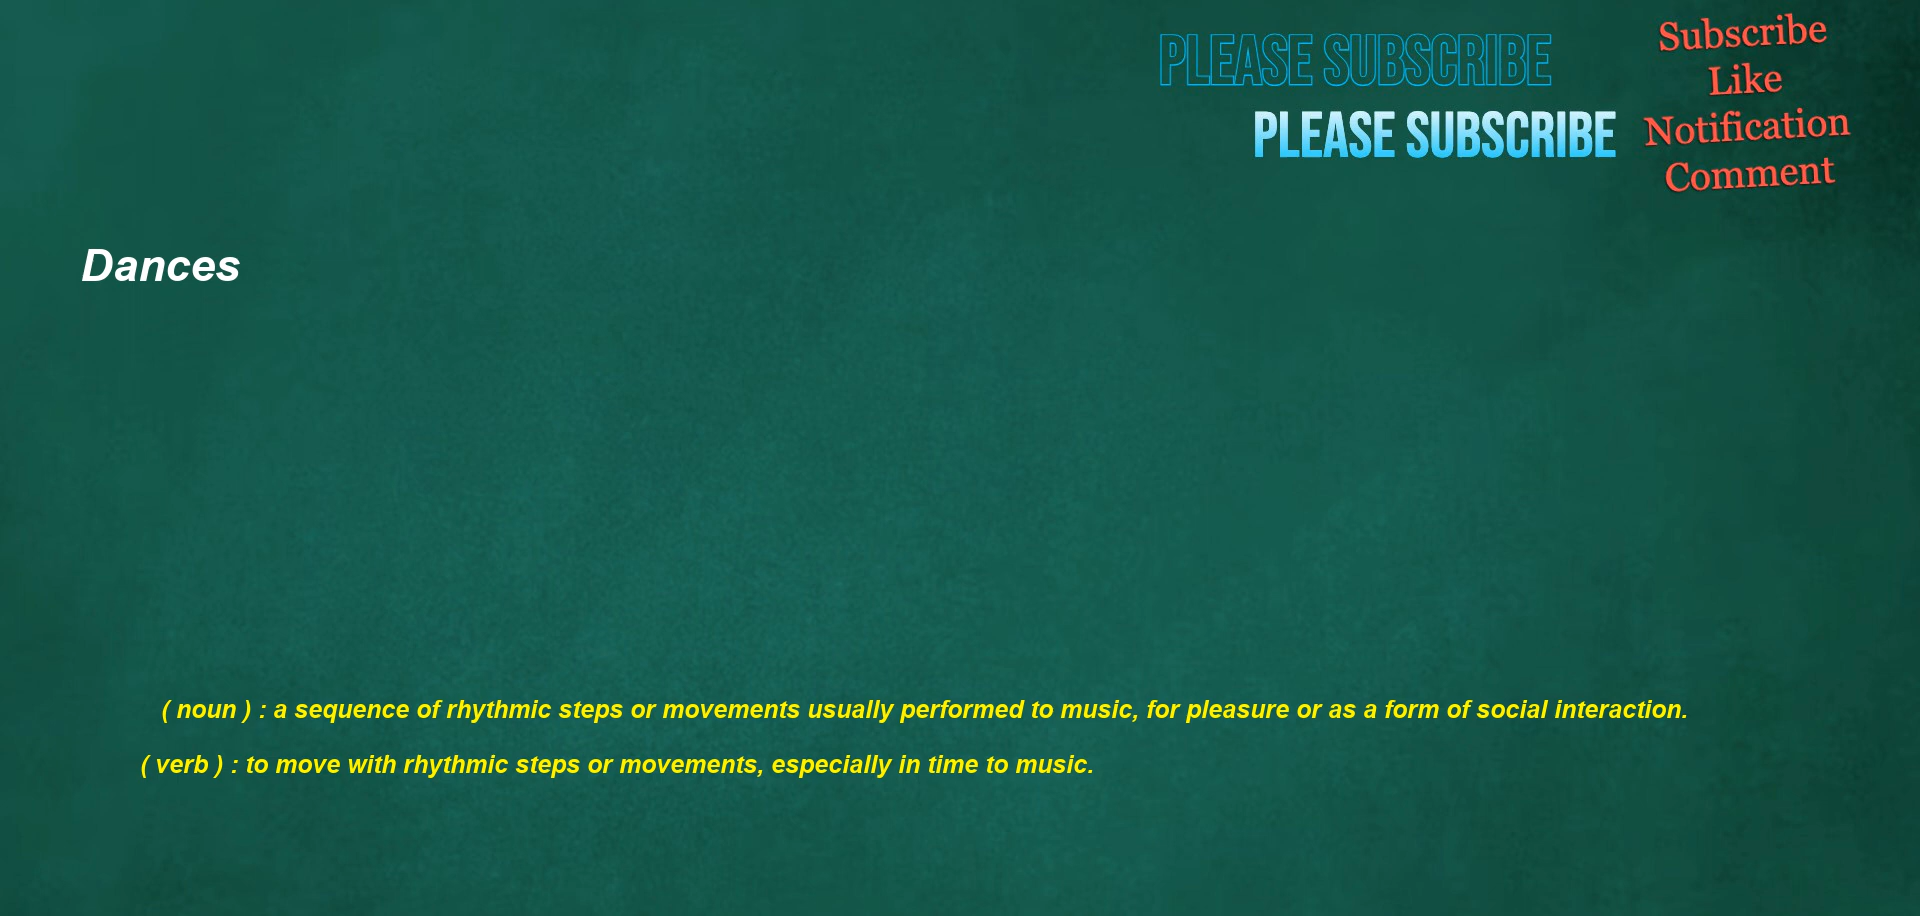 PLEASE SUBSCRIBE
PLEASE SUBSCRIBE
Subscribe
Like
Notification
Comment
Dances
( noun ) : a sequence of rhythmic steps or movements usually performed to music, for pleasure or as a form of social interaction.
( verb ) : to move with rhythmic steps or movements, especially in time to music.